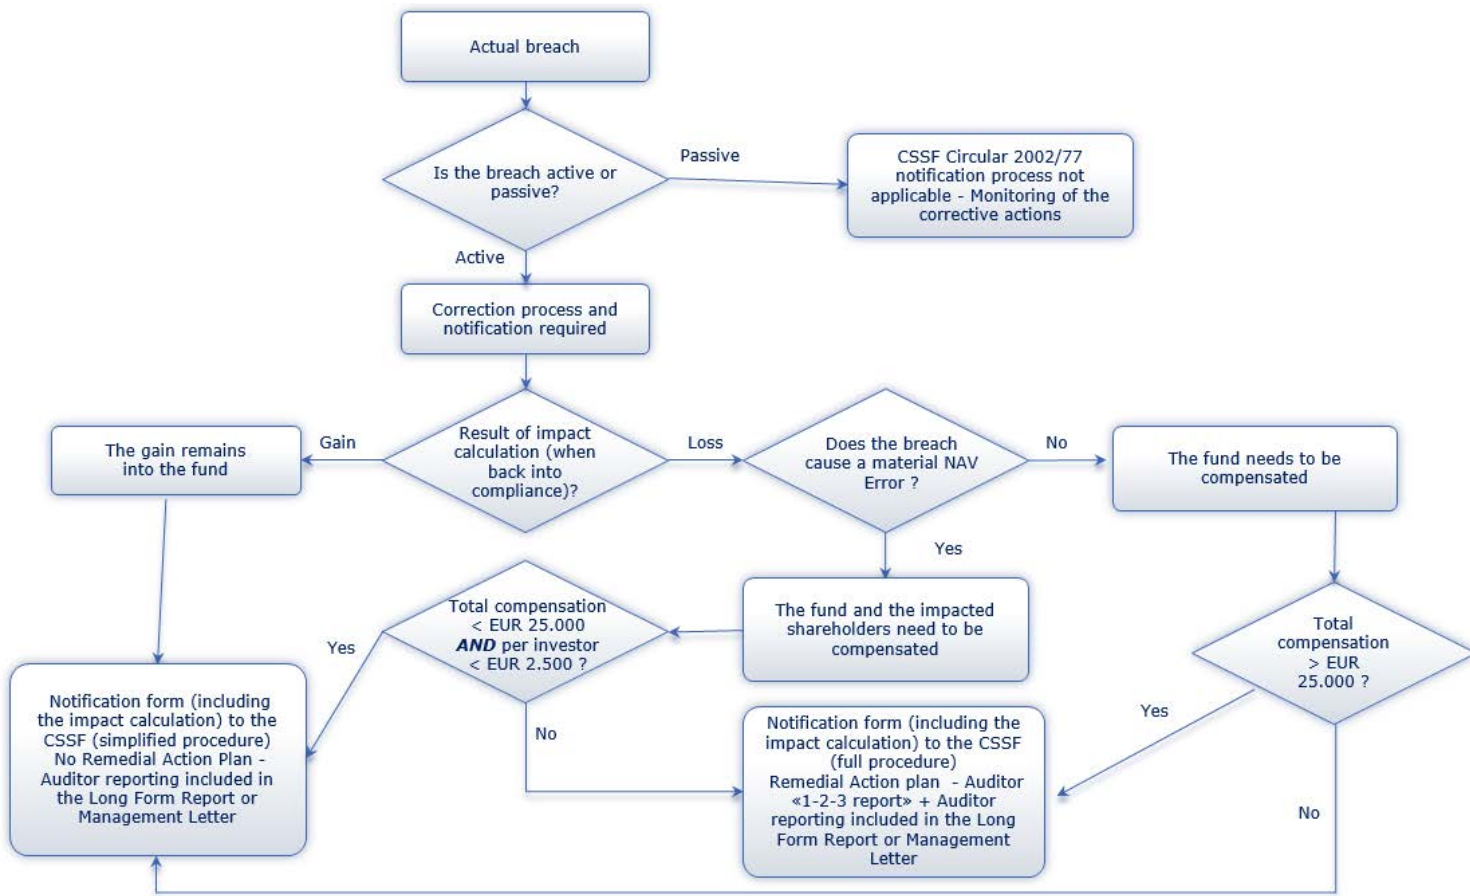 Actual breach
Is the breach active or
passive?
Passive
CSSF Circular 2002/77
notification process not
applicable - Monitoring of the
corrective actions
Active
Correction process and
notification required
The gain remains
into the fund
Gain
Result of impact
calculation (when
back into
compliance)?
Loss
Does the breach
cause a material NAV
Error ?
No
The fund needs to be
compensated
Yes
Total compensation
< EUR 25.000
AND per investor
< EUR 2.500 ?
The fund and the impacted
shareholders need to be
compensated
Total
compensation
> EUR
25.000 ?
Yes
No
Yes
Notification form (including
the impact calculation) to the
CSSF (simplified procedure)
No Remedial Action Plan -
Auditor reporting included in
the Long Form Report or
Management Letter
Notification form (including the
impact calculation) to the CSSF
(full procedure)
Remedial Action plan - Auditor
«1-2-3 report» + Auditor
reporting included in the Long
Form Report or Management
Letter
No